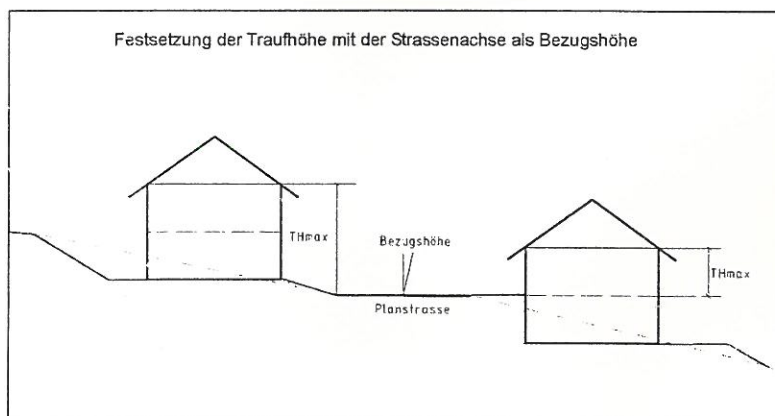 Festsetzung der Traufhöhe mit der Strassenachse als Bezugshöhe
THmax
Bezugshöhe
THmax
Planstrasse